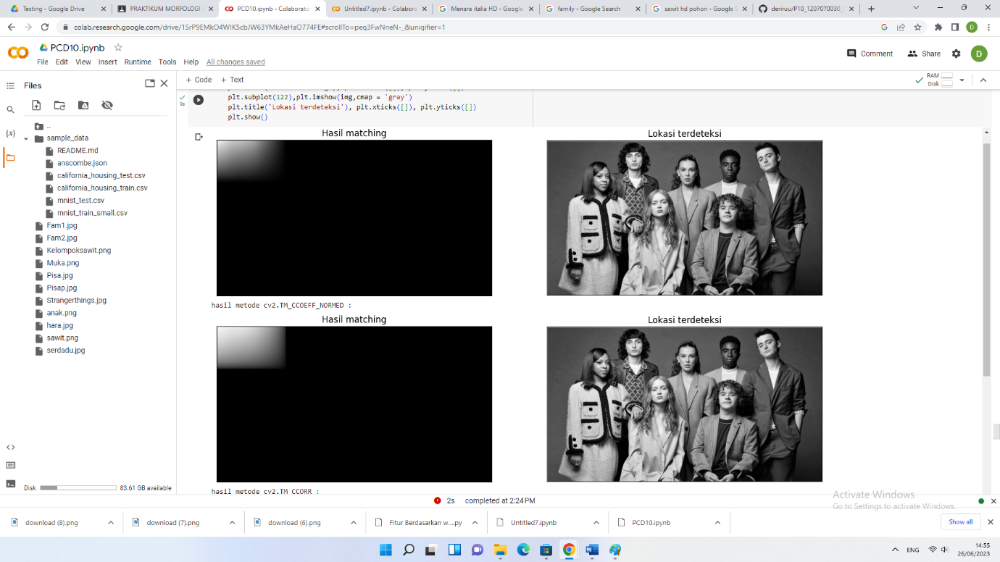 Testing - Google Drive
PRAKTIKUM MORFOLOGI
PCD10.ipynb - Colaborato
Untitled7.ipynb - Colabora
Menara italia HD - Google
family - Google Search
sawit hd pohon - Google S
deriruu/P10_1207070030_
colab.research.google.com/drive/1SrP9EMkO4WIK5cbJW63YMkAeHaO774FE#scrollTo=peq3FwNneN-_&uniqifier=1
PCD10.ipynb
File Edit View Insert Runtime Tools Help All changes saved
Comment
Share
D
Files
+ Code + Text
RAM
Disk
9s
plt.subplot(122),plt.imshow(img,cmap = 'gray')
plt.title('Lokasi terdeteksi'), plt.xticks([]), plt.yticks([])
plt.show()
..
sample_data
README.md
anscombe.json
california_housing_test.csv
california_housing_train.csv
mnist_test.csv
mnist_train_small.csv
Fam1.jpg
Fam2.jpg
Kelompoksawit.png
Muka.png
Pisa.jpg
Pisap.jpg
Strangerthings.jpg
anak.png
hara.jpg
sawit.png
serdadu.jpg
Disk
83.61 GB available
Hasil matching
Lokasi terdeteksi
hasil metode cv2.TM_CCOEFF_NORMED :
Hasil matching
Lokasi terdeteksi
hasil metode cv2.TM_CCORR :
2s completed at 2:24 PM
Activate Windows
Go to Settings to activate Windows.
download (8).png
download (7).png
download (6).png
Fitur Berdasarkan w....py
Untitled7.ipynb
PCD10.ipynb
Show all
ENG
14:55
26/06/2023